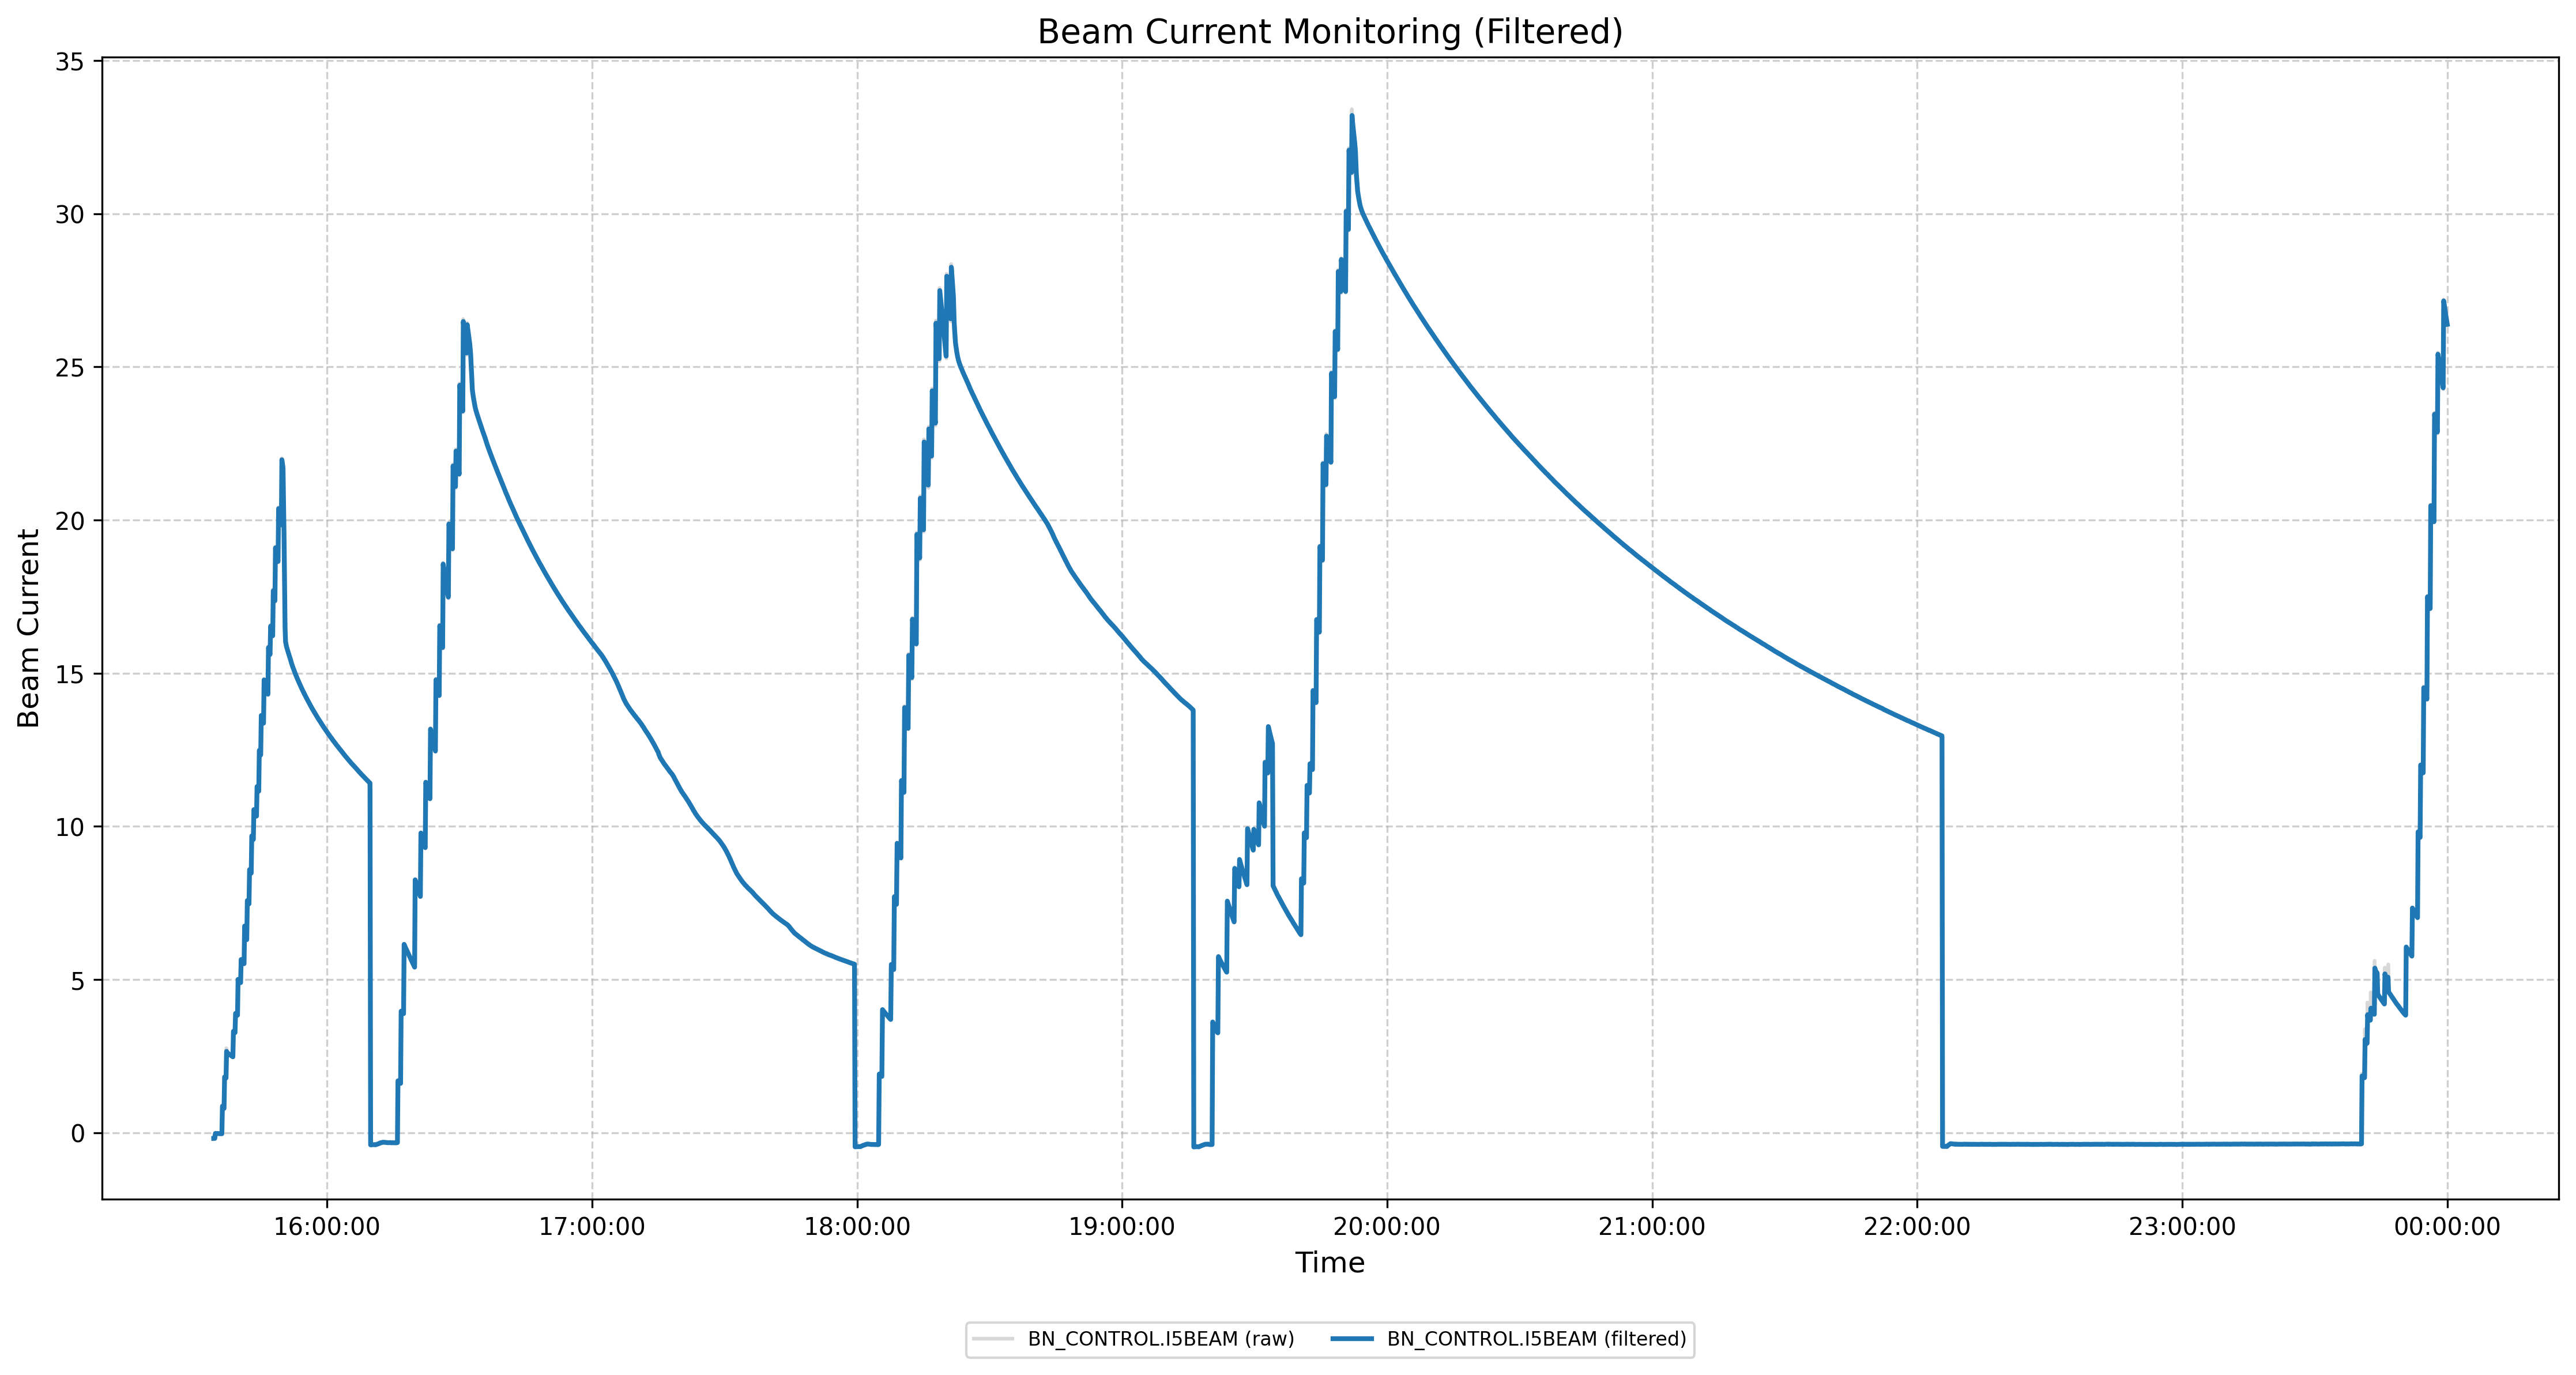 Beam Current Monitoring (Filtered)
Beam Current
35
30
25
20
15
10
5
0
16:00:00 17:00:00 18:00:00 19:00:00 20:00:00 21:00:00 22:00:00 23:00:00 00:00:00
Time
BN_CONTROL.I5BEAM (raw) BN_CONTROL.I5BEAM (filtered)